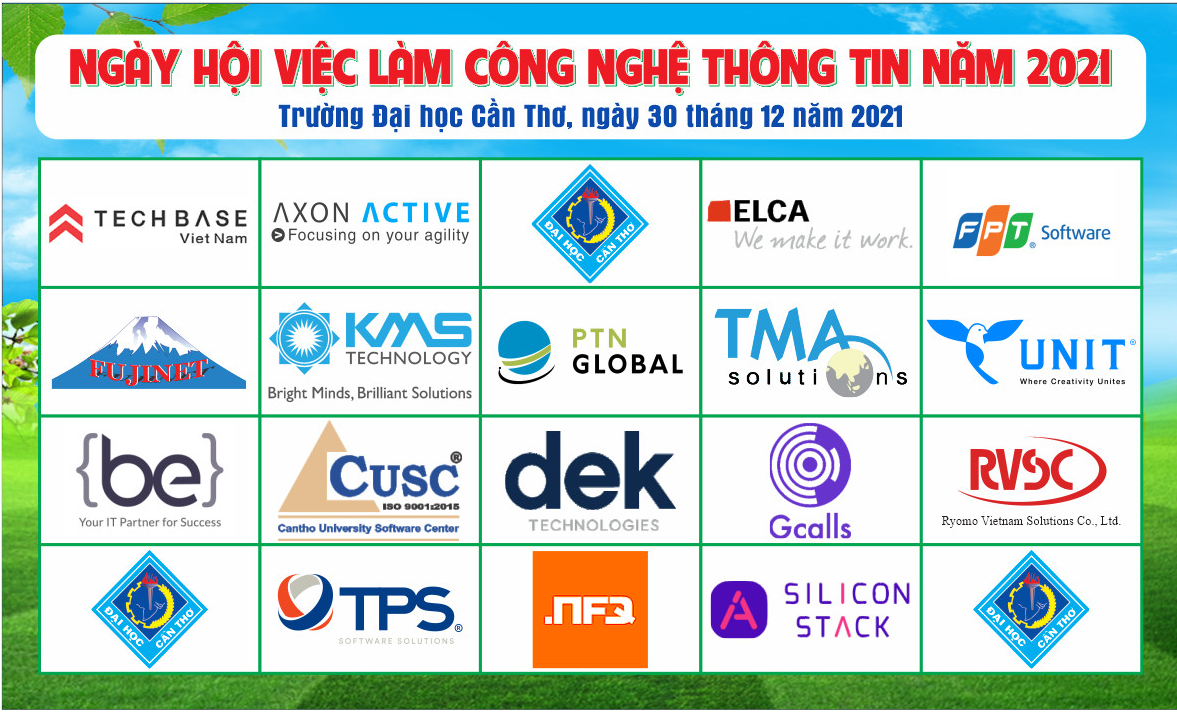 NGÀY HỘI VIỆC LÀM CÔNG NGHỆ THÔNG TIN NĂM 2021
Trường Đại học Cần Thơ, ngày 30 tháng 12 năm 2021
TECHBASE
Viet Nam
AXON ACTIVE
Focusing on your agility
ĐẠI HỌC CẦN THƠ
ELCA
We make it work.
FPT® Software
FUJINET
KMS
TECHNOLOGY
Bright Minds, Brilliant Solutions
PTN
GLOBAL
TMA
solutions
UNIT®
Where Creativity Unites
{be}
Your IT Partner for Success
CUSC®
ISO 9001:2015
Cantho University Software Center
dek
TECHNOLOGIES
Gcalls
RVSC
Ryomo Vietnam Solutions Co., Ltd.
ĐẠI HỌC CẦN THƠ
TPS®
SOFTWARE SOLUTIONS
.NFQ
SILICON
STACK
ĐẠI HỌC CẦN THƠ